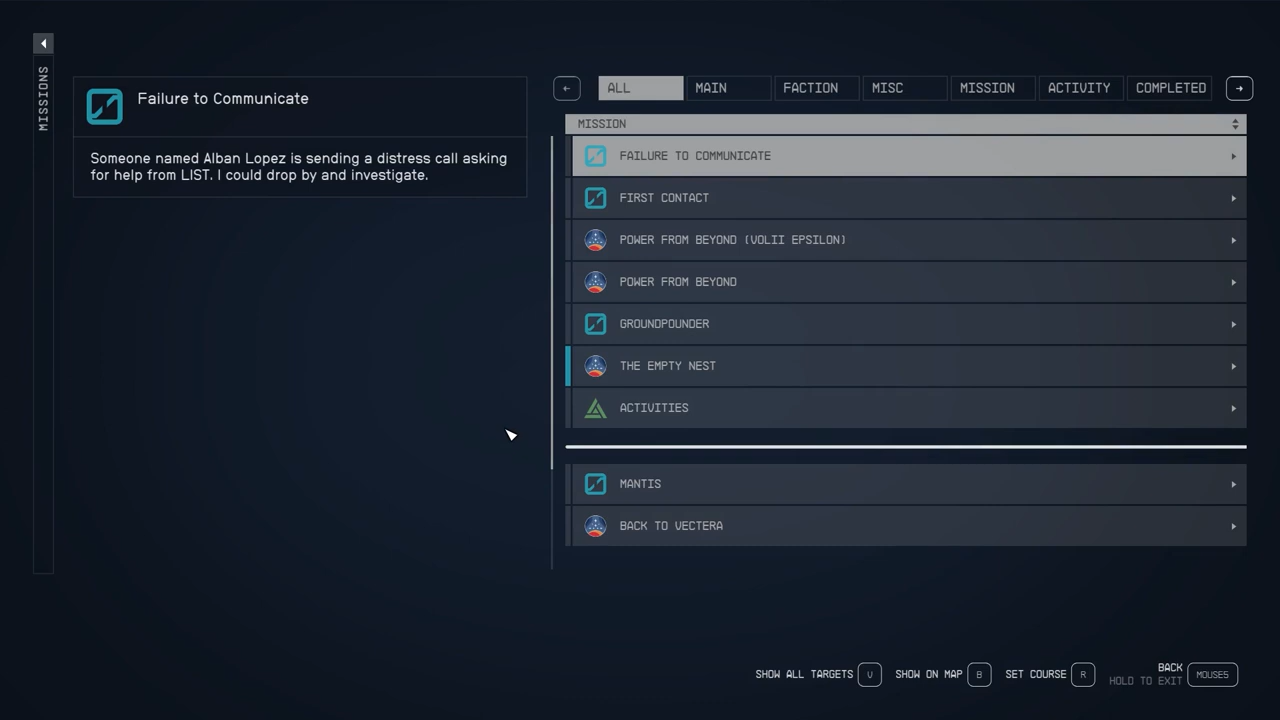 MISSIONS
Failure to Communicate
Someone named Alban Lopez is sending a distress call asking
for help from LIST. I could drop by and investigate.
ALL MAIN FACTION MISC MISSION ACTIVITY COMPLETED
MISSION
FAILURE TO COMMUNICATE
FIRST CONTACT
POWER FROM BEYOND (VOLII EPSILON)
POWER FROM BEYOND
GROUNDPOUNDER
THE EMPTY NEST
ACTIVITIES
MANTIS
BACK TO VECTERA
SHOW ALL TARGETS V SHOW ON MAP B SET COURSE R BACK MOUSE5
HOLD TO EXIT